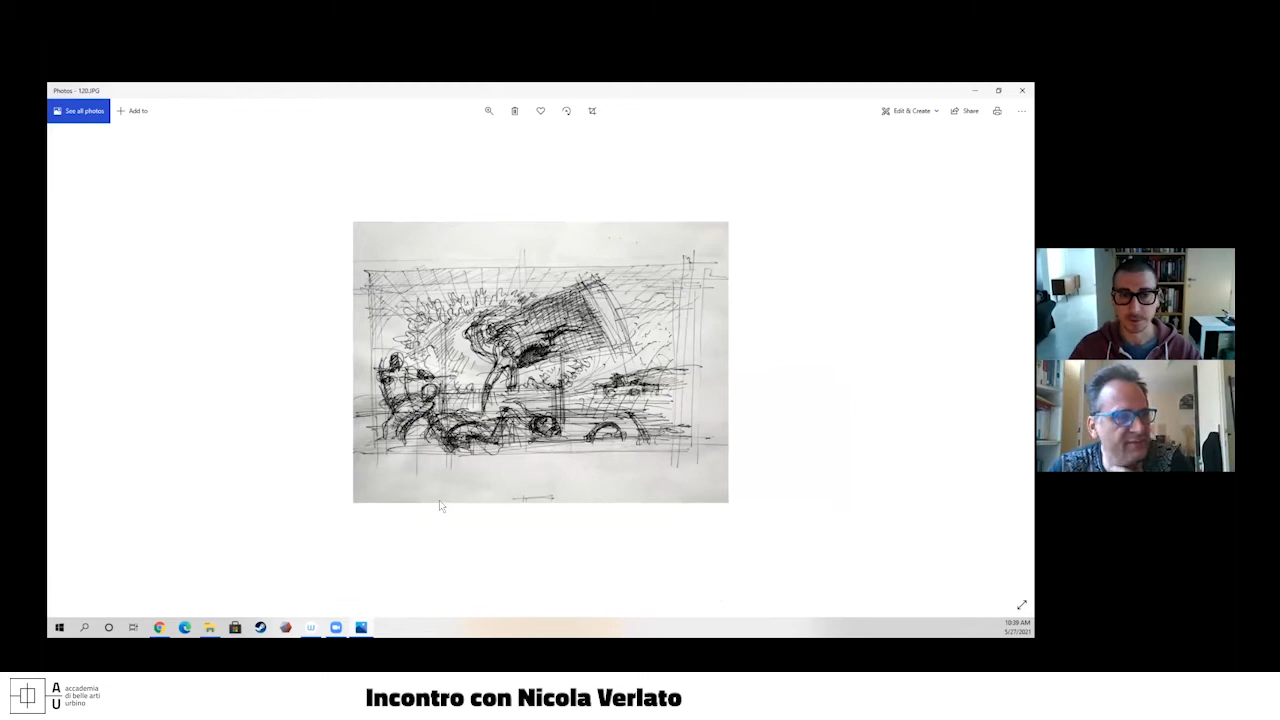 Photos - 120.JPG
See all photos
Add to
Edit & Create
Share
10:39 AM
5/27/2021
A
U
accademia
di belle arti
urbino
Incontro con Nicola Verlato